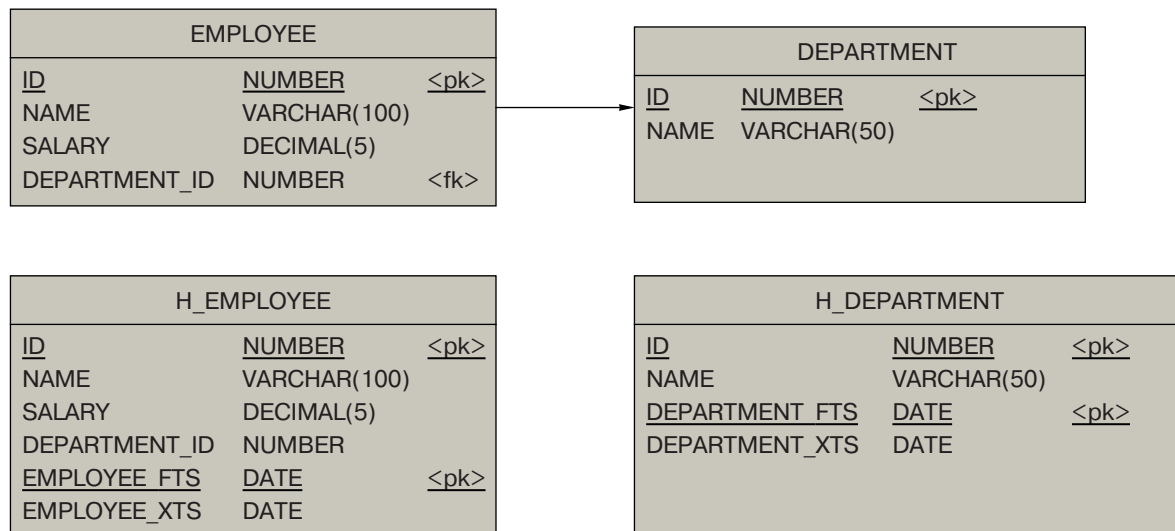 EMPLOYEE
ID NUMBER <pk>
NAME VARCHAR(100)
SALARY DECIMAL(5)
DEPARTMENT_ID NUMBER <fk>
DEPARTMENT
ID NUMBER <pk>
NAME VARCHAR(50)
H_EMPLOYEE
ID NUMBER <pk>
NAME VARCHAR(100)
SALARY DECIMAL(5)
DEPARTMENT_ID NUMBER
EMPLOYEE_FTS DATE <pk>
EMPLOYEE_XTS DATE
H_DEPARTMENT
ID NUMBER <pk>
NAME VARCHAR(50)
DEPARTMENT_FTS DATE <pk>
DEPARTMENT_XTS DATE